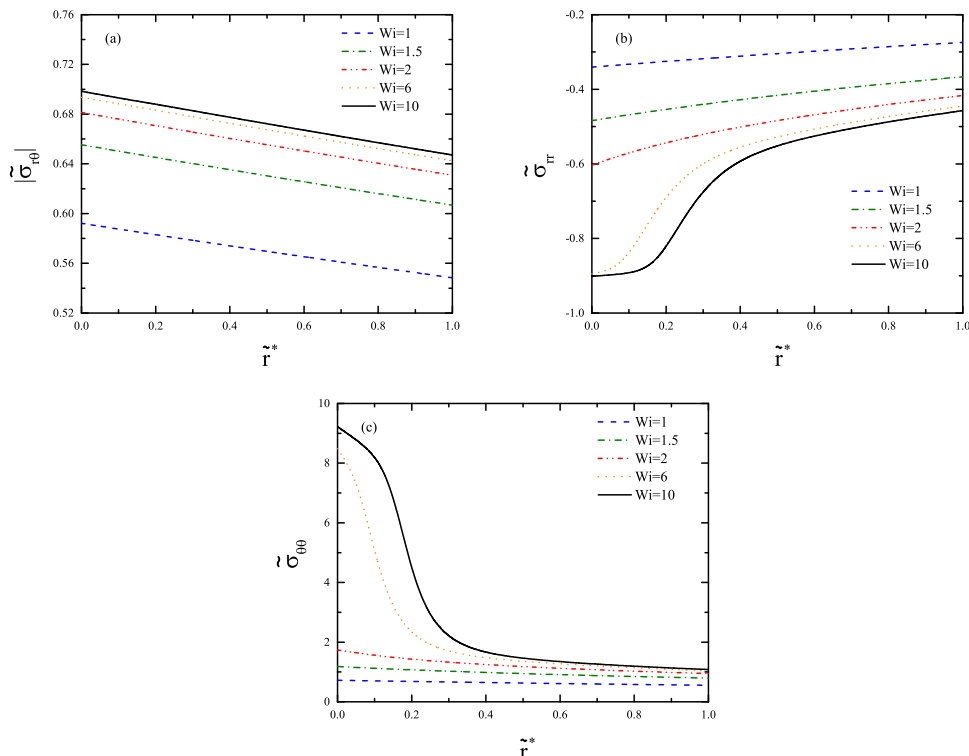 (a)
Wi=1
Wi=1.5
Wi=2
Wi=6
Wi=10
0.76
0.72
0.68
0.64
0.60
0.56
0.52
0.0 0.2 0.4 0.6 0.8 1.0
|σ̃rθ|
r̃*
(b)
Wi=1
Wi=1.5
Wi=2
Wi=6
Wi=10
-0.2
-0.4
-0.6
-0.8
-1.0
0.0 0.2 0.4 0.6 0.8 1.0
σ̃rr
r̃*
(c)
Wi=1
Wi=1.5
Wi=2
Wi=6
Wi=10
10
8
6
4
2
0
0.0 0.2 0.4 0.6 0.8 1.0
σ̃θθ
r̃*